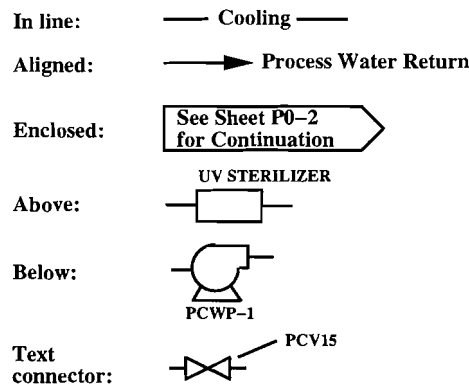 In line: Cooling
Aligned: Process Water Return
Enclosed: See Sheet P0–2
for Continuation
UV STERILIZER
Above:
Below:
PCWP–1
PCV15
Text
connector: